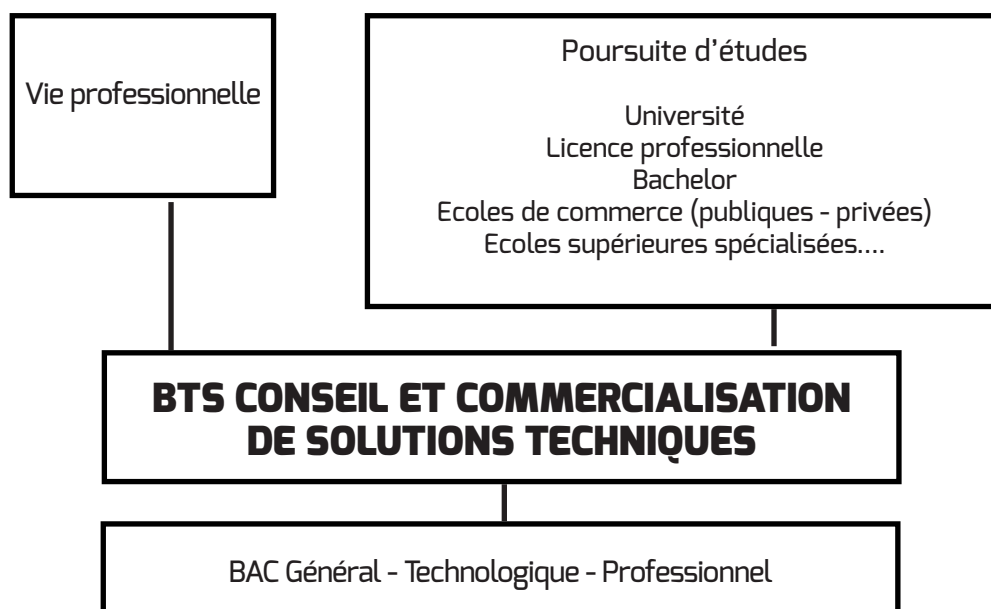 Vie professionnelle
Poursuite d’études
Université
Licence professionnelle
Bachelor
Ecoles de commerce (publiques - privées)
Ecoles supérieures spécialisées....
BTS CONSEIL ET COMMERCIALISATION
DE SOLUTIONS TECHNIQUES
BAC Général - Technologique - Professionnel